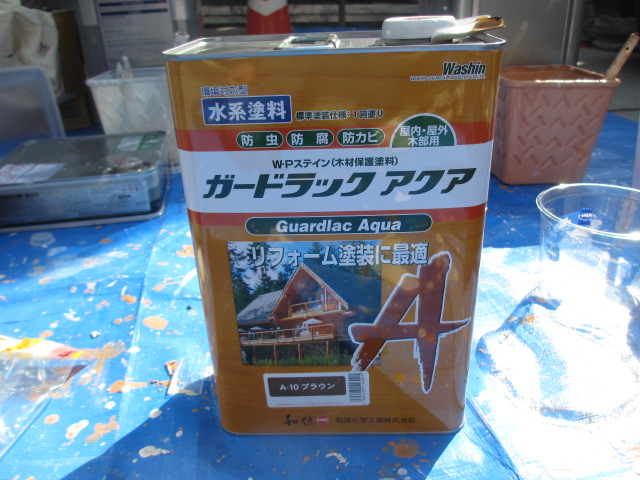 Washin
環境対応型
水系塗料
標準塗装仕様)1回塗り
防虫 防腐 防カビ
屋内・屋外
木部用
W・Pステイン(木材保護塗料)
ガードラック アクア
Guardlac Aqua
リフォーム塗装に最適
A
A-10 ブラウン
和信 和信化学工業株式会社